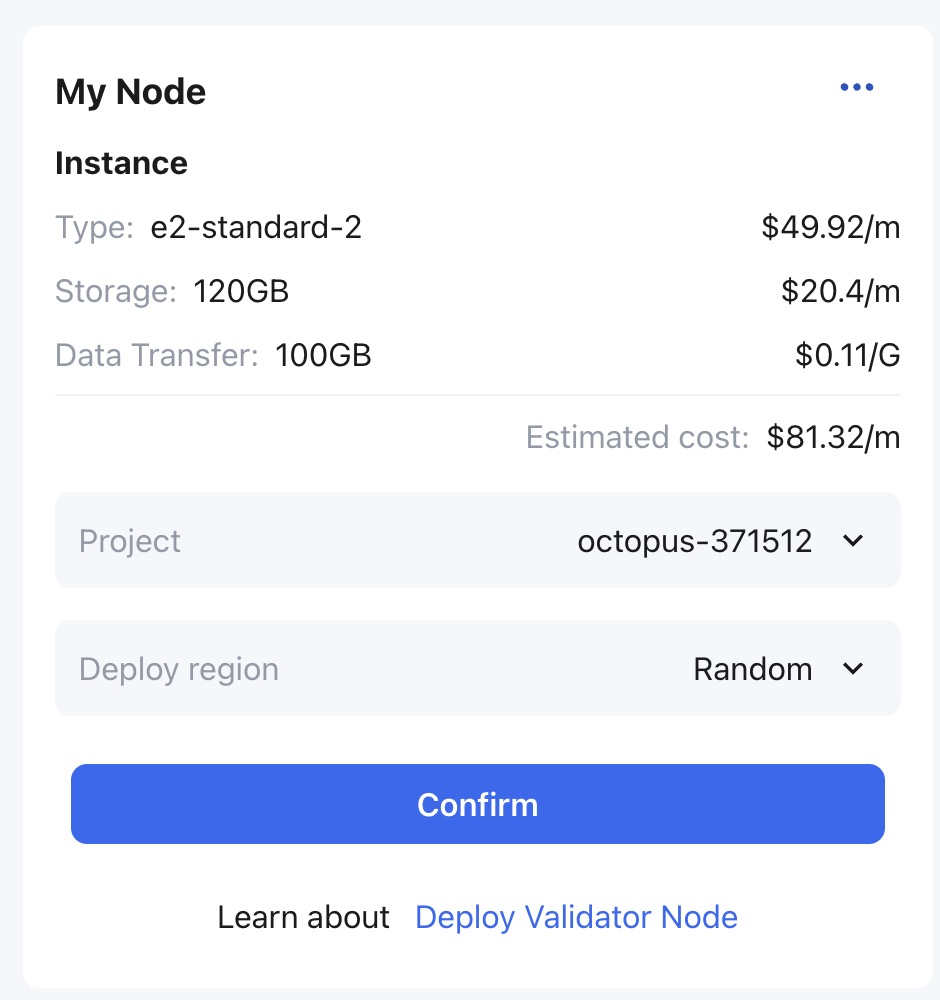 My Node
Instance
Type: e2-standard-2 $49.92/m
Storage: 120GB $20.4/m
Data Transfer: 100GB $0.11/G
Estimated cost: $81.32/m
Project octopus-371512
Deploy region Random
Confirm
Learn about Deploy Validator Node